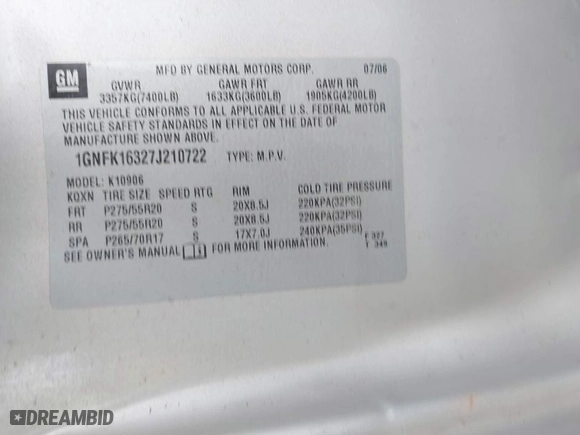 GM
MFD BY GENERAL MOTORS CORP. 07/06
GVWR GAWR FRT GAWR RR
3357KG(7400LB) 1633KG(3600LB) 1905KG(4200LB)
THIS VEHICLE CONFORMS TO ALL APPLICABLE U.S. FEDERAL MOTOR
VEHICLE SAFETY STANDARDS IN EFFECT ON THE DATE OF
MANUFACTURE SHOWN ABOVE.
1GNFK16327J210722 TYPE: M.P.V.
MODEL: K10906
KQXN TIRE SIZE SPEED RTG RIM COLD TIRE PRESSURE
FRT P275/55R20 S 20X8.5J 220KPA(32PSI)
RR P275/55R20 S 20X8.5J 220KPA(32PSI)
SPA P265/70R17 S 17X7.0J 240KPA(35PSI)
SEE OWNER'S MANUAL FOR MORE INFORMATION.
F 327
T 349
DREAMBID